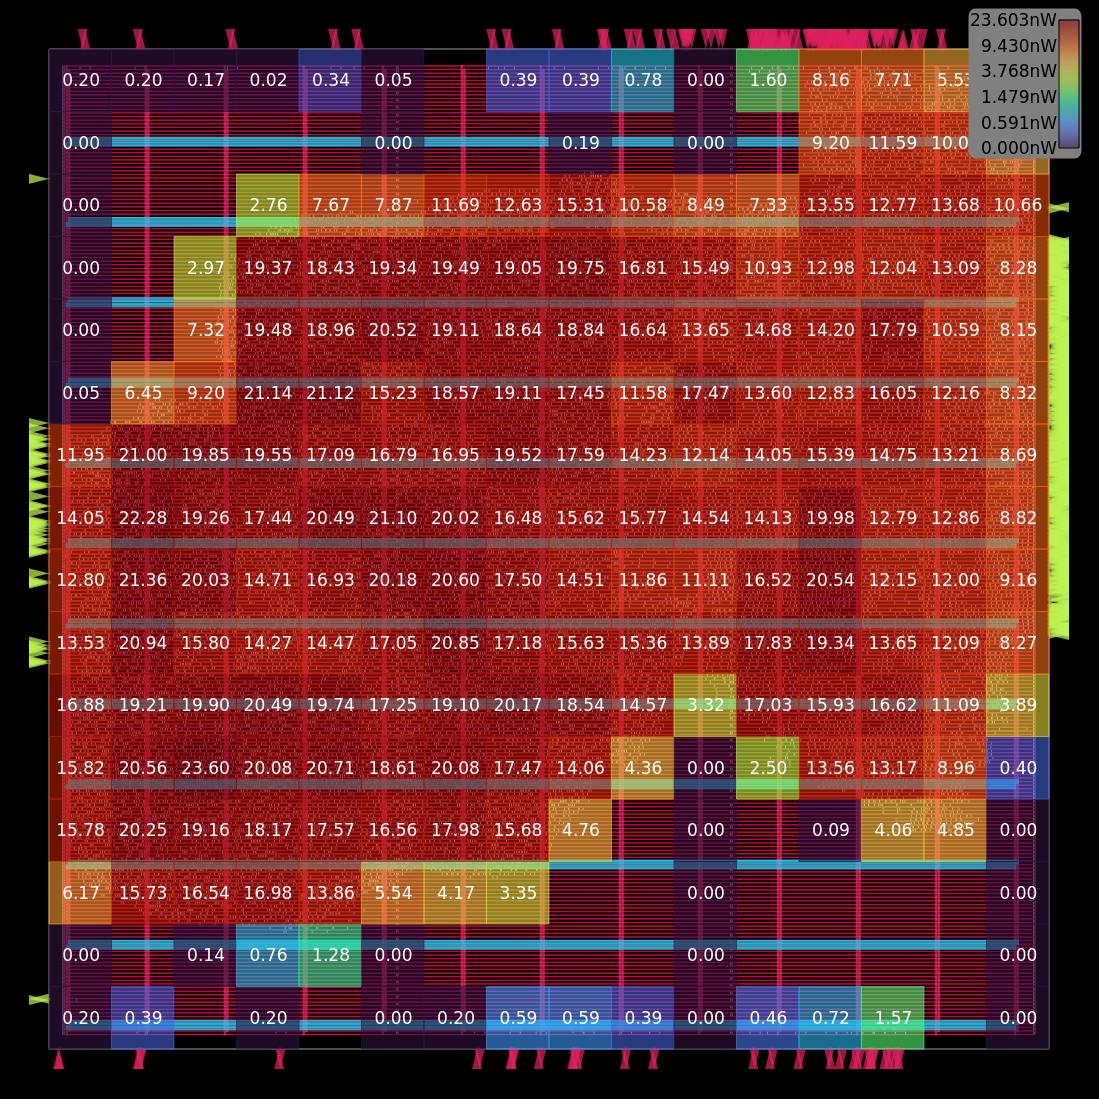 23.603nW
9.430nW
3.768nW
1.479nW
0.591nW
0.000nW
0.20 0.20 0.17 0.02 0.34 0.05 0.39 0.39 0.78 0.00 1.60 8.16 7.71
0.00 0.00 0.19 0.00 9.20 11.59
0.00 2.76 7.67 7.87 11.69 12.63 15.31 10.58 8.49 7.33 13.55 12.77 13.68 10.66
0.00 2.97 19.37 18.43 19.34 19.49 19.05 19.75 16.81 15.49 10.93 12.98 12.04 13.09 8.28
0.00 7.32 19.48 18.96 20.52 19.11 18.64 18.84 16.64 13.65 14.68 14.20 17.79 10.59 8.15
0.05 6.45 9.20 21.14 21.12 15.23 18.57 19.11 17.45 11.58 17.47 13.60 12.83 16.05 12.16 8.32
11.95 21.00 19.85 19.55 17.09 16.79 16.95 19.52 17.59 14.23 12.14 14.05 15.39 14.75 13.21 8.69
14.05 22.28 19.26 17.44 20.49 21.10 20.02 16.48 15.62 15.77 14.54 14.13 19.98 12.79 12.86 8.82
12.80 21.36 20.03 14.71 16.93 20.18 20.60 17.50 14.51 11.86 11.11 16.52 20.54 12.15 12.00 9.16
13.53 20.94 15.80 14.27 14.47 17.05 20.85 17.18 15.63 15.36 13.89 17.83 19.34 13.65 12.09 8.27
16.88 19.21 19.90 20.49 19.74 17.25 19.10 20.17 18.54 14.57 3.32 17.03 15.93 16.62 11.09 3.89
15.82 20.56 23.60 20.08 20.71 18.61 20.08 17.47 14.06 4.36 0.00 2.50 13.56 13.17 8.96 0.40
15.78 20.25 19.16 18.17 17.57 16.56 17.98 15.68 4.76 0.00 0.09 4.06 4.85 0.00
6.17 15.73 16.54 16.98 13.86 5.54 4.17 3.35 0.00 0.00
0.00 0.14 0.76 1.28 0.00 0.00 0.00
0.20 0.39 0.20 0.00 0.20 0.59 0.59 0.39 0.00 0.46 0.72 1.57 0.00